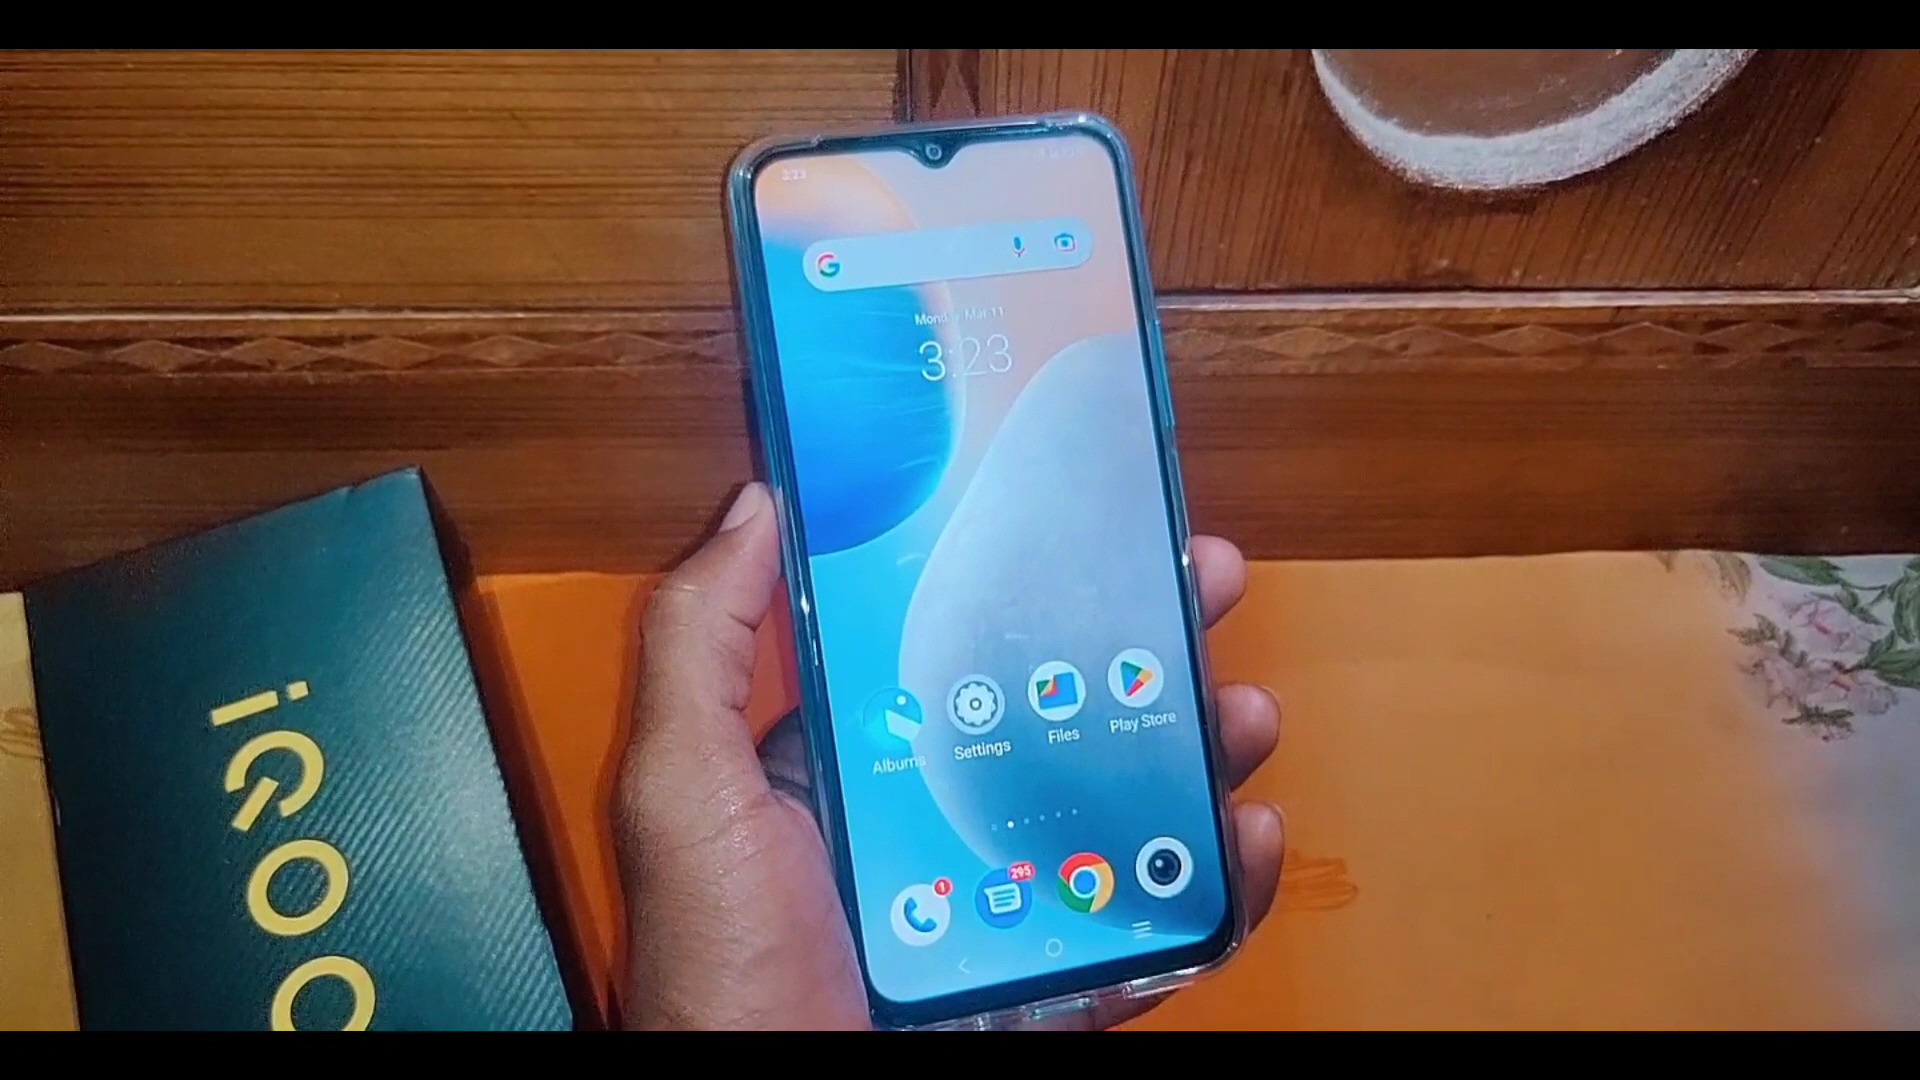 3:23
Monday Mar 11
3:23
Albums
Settings
Files
Play Store
1
295
iQOO